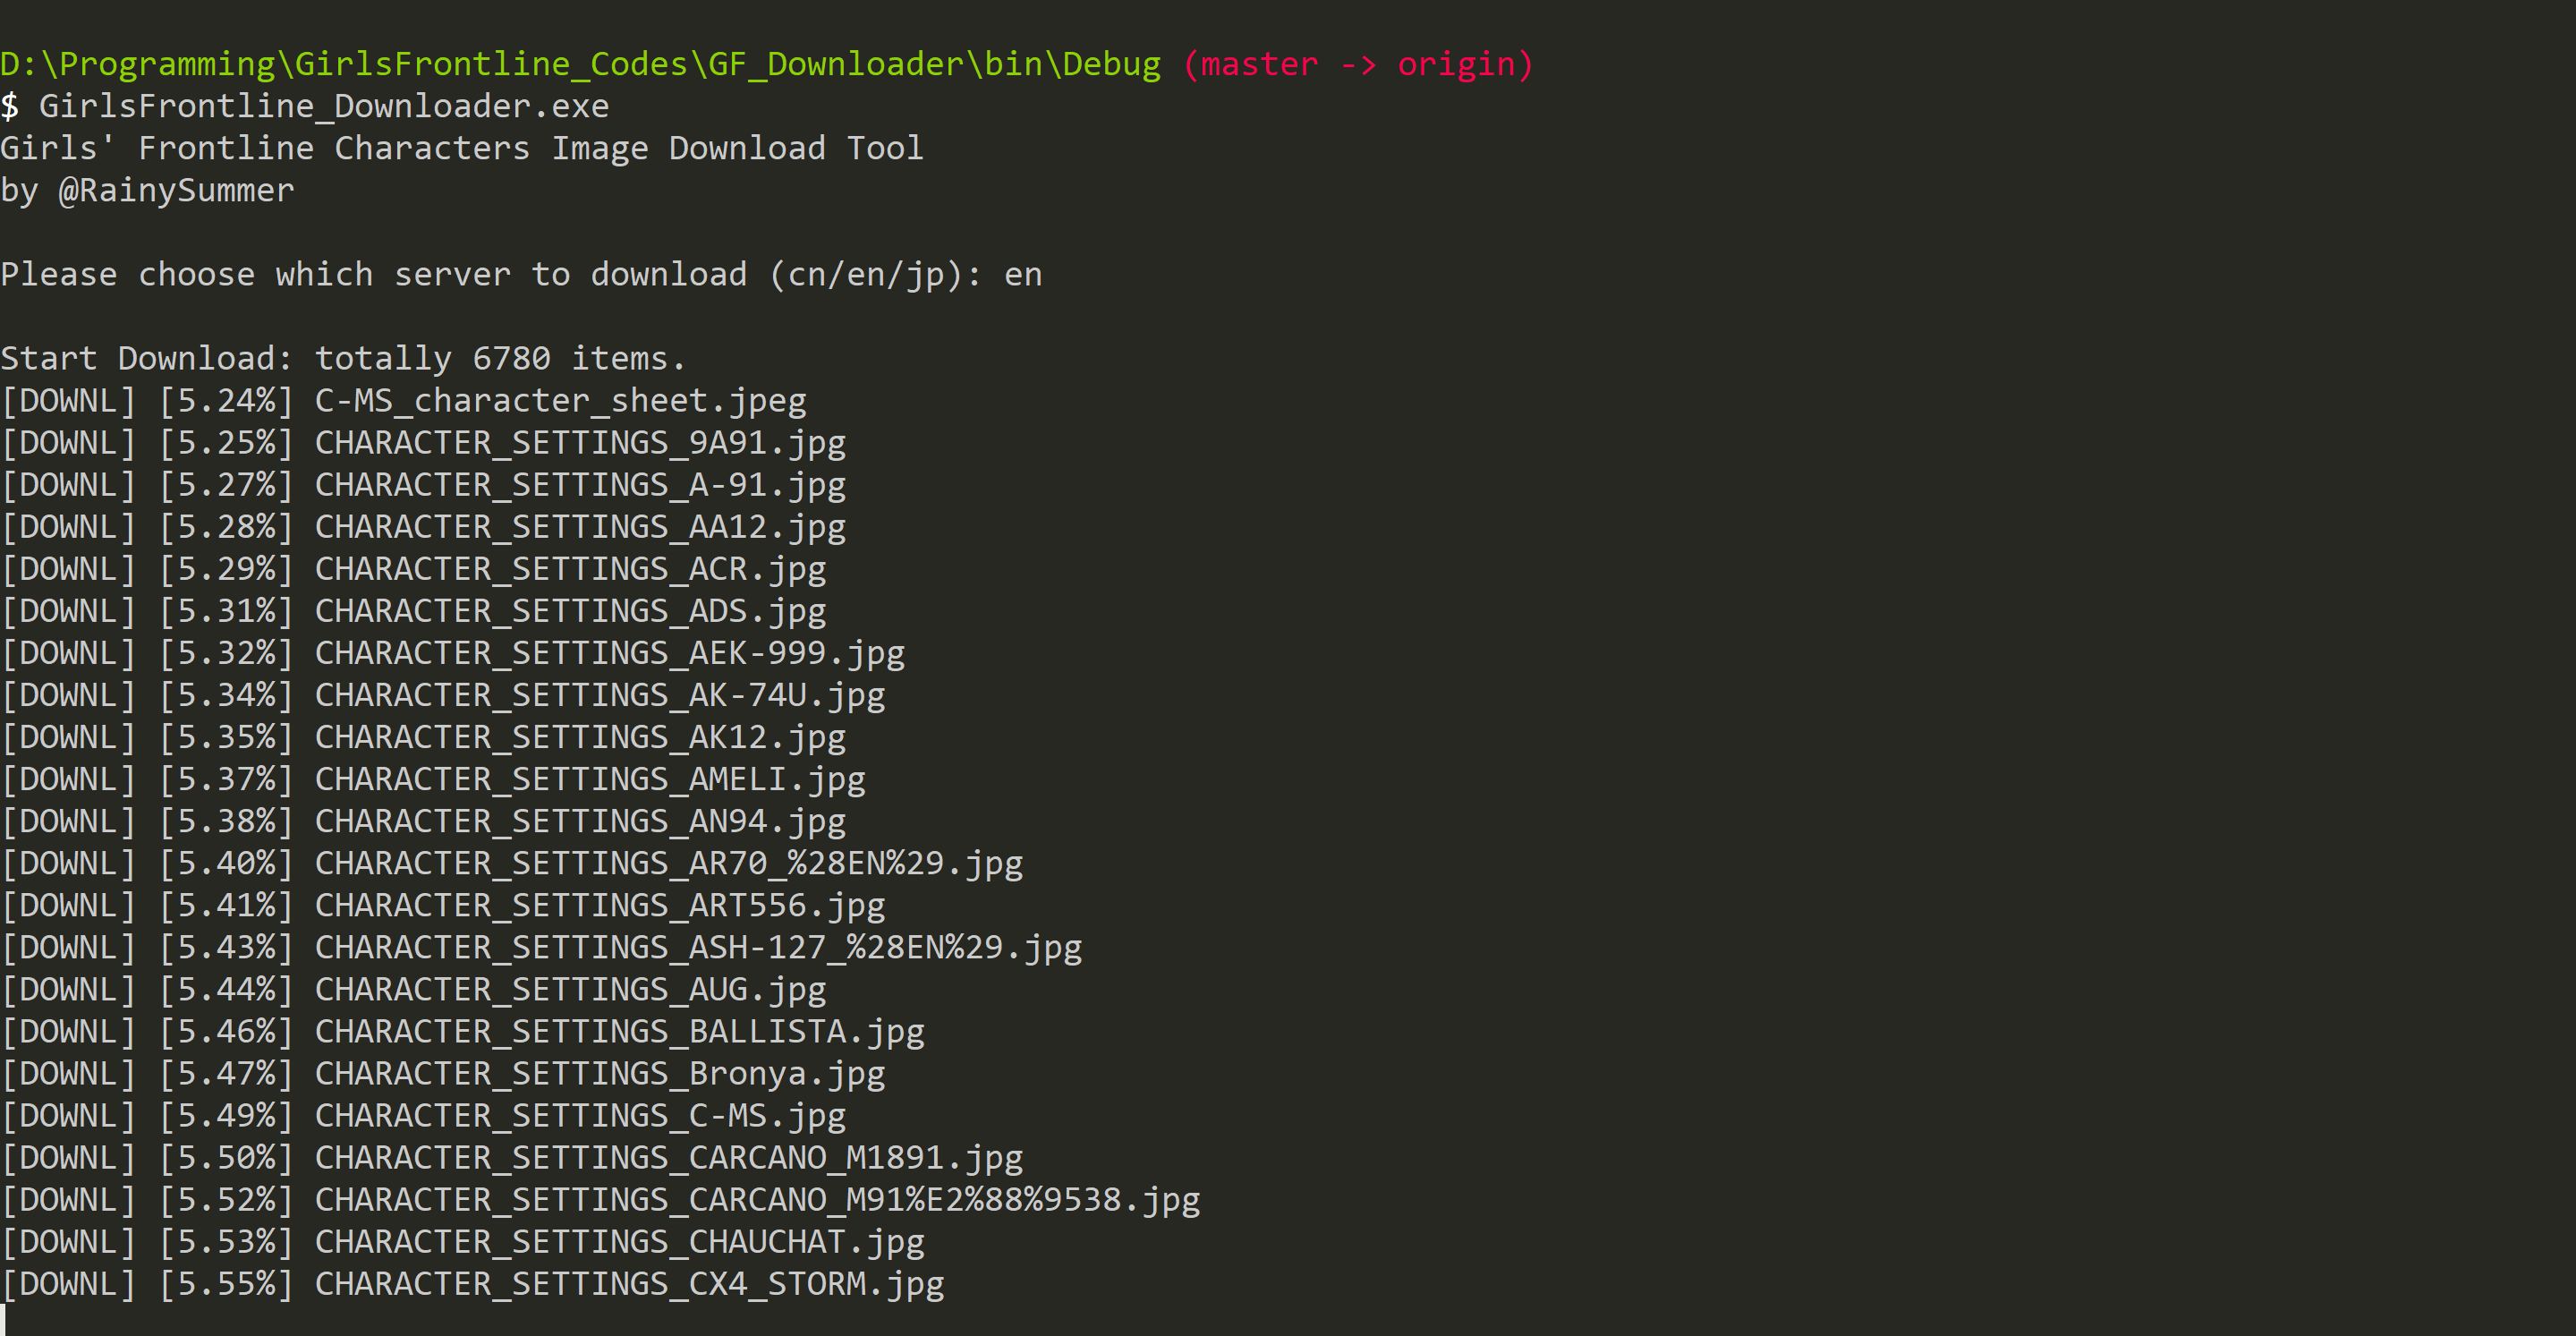 D:\Programming\GirlsFrontline_Codes\GF_Downloader\bin\Debug (master -> origin)
$ GirlsFrontline_Downloader.exe
Girls' Frontline Characters Image Download Tool
by @RainySummer
Please choose which server to download (cn/en/jp): en
Start Download: totally 6780 items.
[DOWNL] [5.24%] C-MS_character_sheet.jpeg
[DOWNL] [5.25%] CHARACTER_SETTINGS_9A91.jpg
[DOWNL] [5.27%] CHARACTER_SETTINGS_A-91.jpg
[DOWNL] [5.28%] CHARACTER_SETTINGS_AA12.jpg
[DOWNL] [5.29%] CHARACTER_SETTINGS_ACR.jpg
[DOWNL] [5.31%] CHARACTER_SETTINGS_ADS.jpg
[DOWNL] [5.32%] CHARACTER_SETTINGS_AEK-999.jpg
[DOWNL] [5.34%] CHARACTER_SETTINGS_AK-74U.jpg
[DOWNL] [5.35%] CHARACTER_SETTINGS_AK12.jpg
[DOWNL] [5.37%] CHARACTER_SETTINGS_AMELI.jpg
[DOWNL] [5.38%] CHARACTER_SETTINGS_AN94.jpg
[DOWNL] [5.40%] CHARACTER_SETTINGS_AR70_%28EN%29.jpg
[DOWNL] [5.41%] CHARACTER_SETTINGS_ART556.jpg
[DOWNL] [5.43%] CHARACTER_SETTINGS_ASH-127_%28EN%29.jpg
[DOWNL] [5.44%] CHARACTER_SETTINGS_AUG.jpg
[DOWNL] [5.46%] CHARACTER_SETTINGS_BALLISTA.jpg
[DOWNL] [5.47%] CHARACTER_SETTINGS_Bronya.jpg
[DOWNL] [5.49%] CHARACTER_SETTINGS_C-MS.jpg
[DOWNL] [5.50%] CHARACTER_SETTINGS_CARCANO_M1891.jpg
[DOWNL] [5.52%] CHARACTER_SETTINGS_CARCANO_M91%E2%88%9538.jpg
[DOWNL] [5.53%] CHARACTER_SETTINGS_CHAUCHAT.jpg
[DOWNL] [5.55%] CHARACTER_SETTINGS_CX4_STORM.jpg